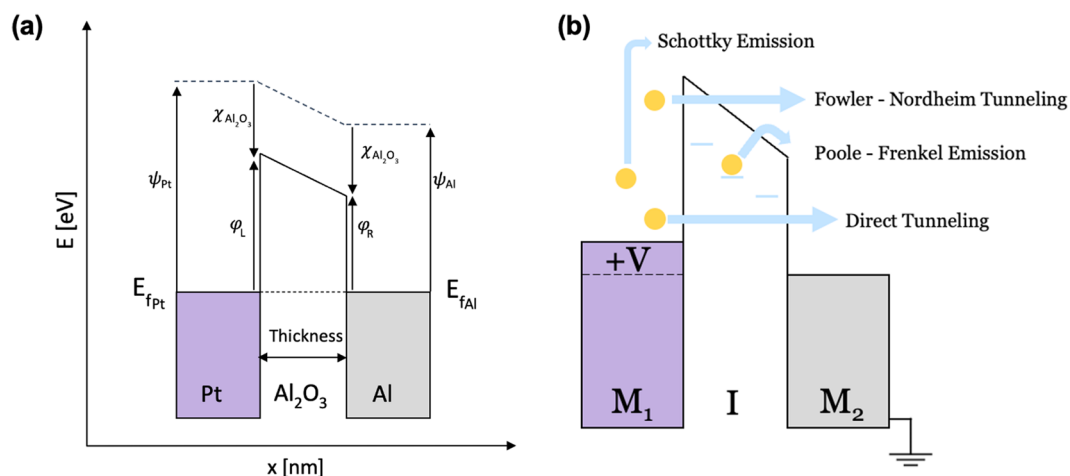 (a)
E [eV]
ψPt
χAl₂O₃
χAl₂O₃
ψAl
φL
φR
EfPt
EfAl
Thickness
Pt
Al₂O₃
Al
x [nm]
(b)
Schottky Emission
Fowler - Nordheim Tunneling
Poole - Frenkel Emission
Direct Tunneling
+V
M₁
I
M₂